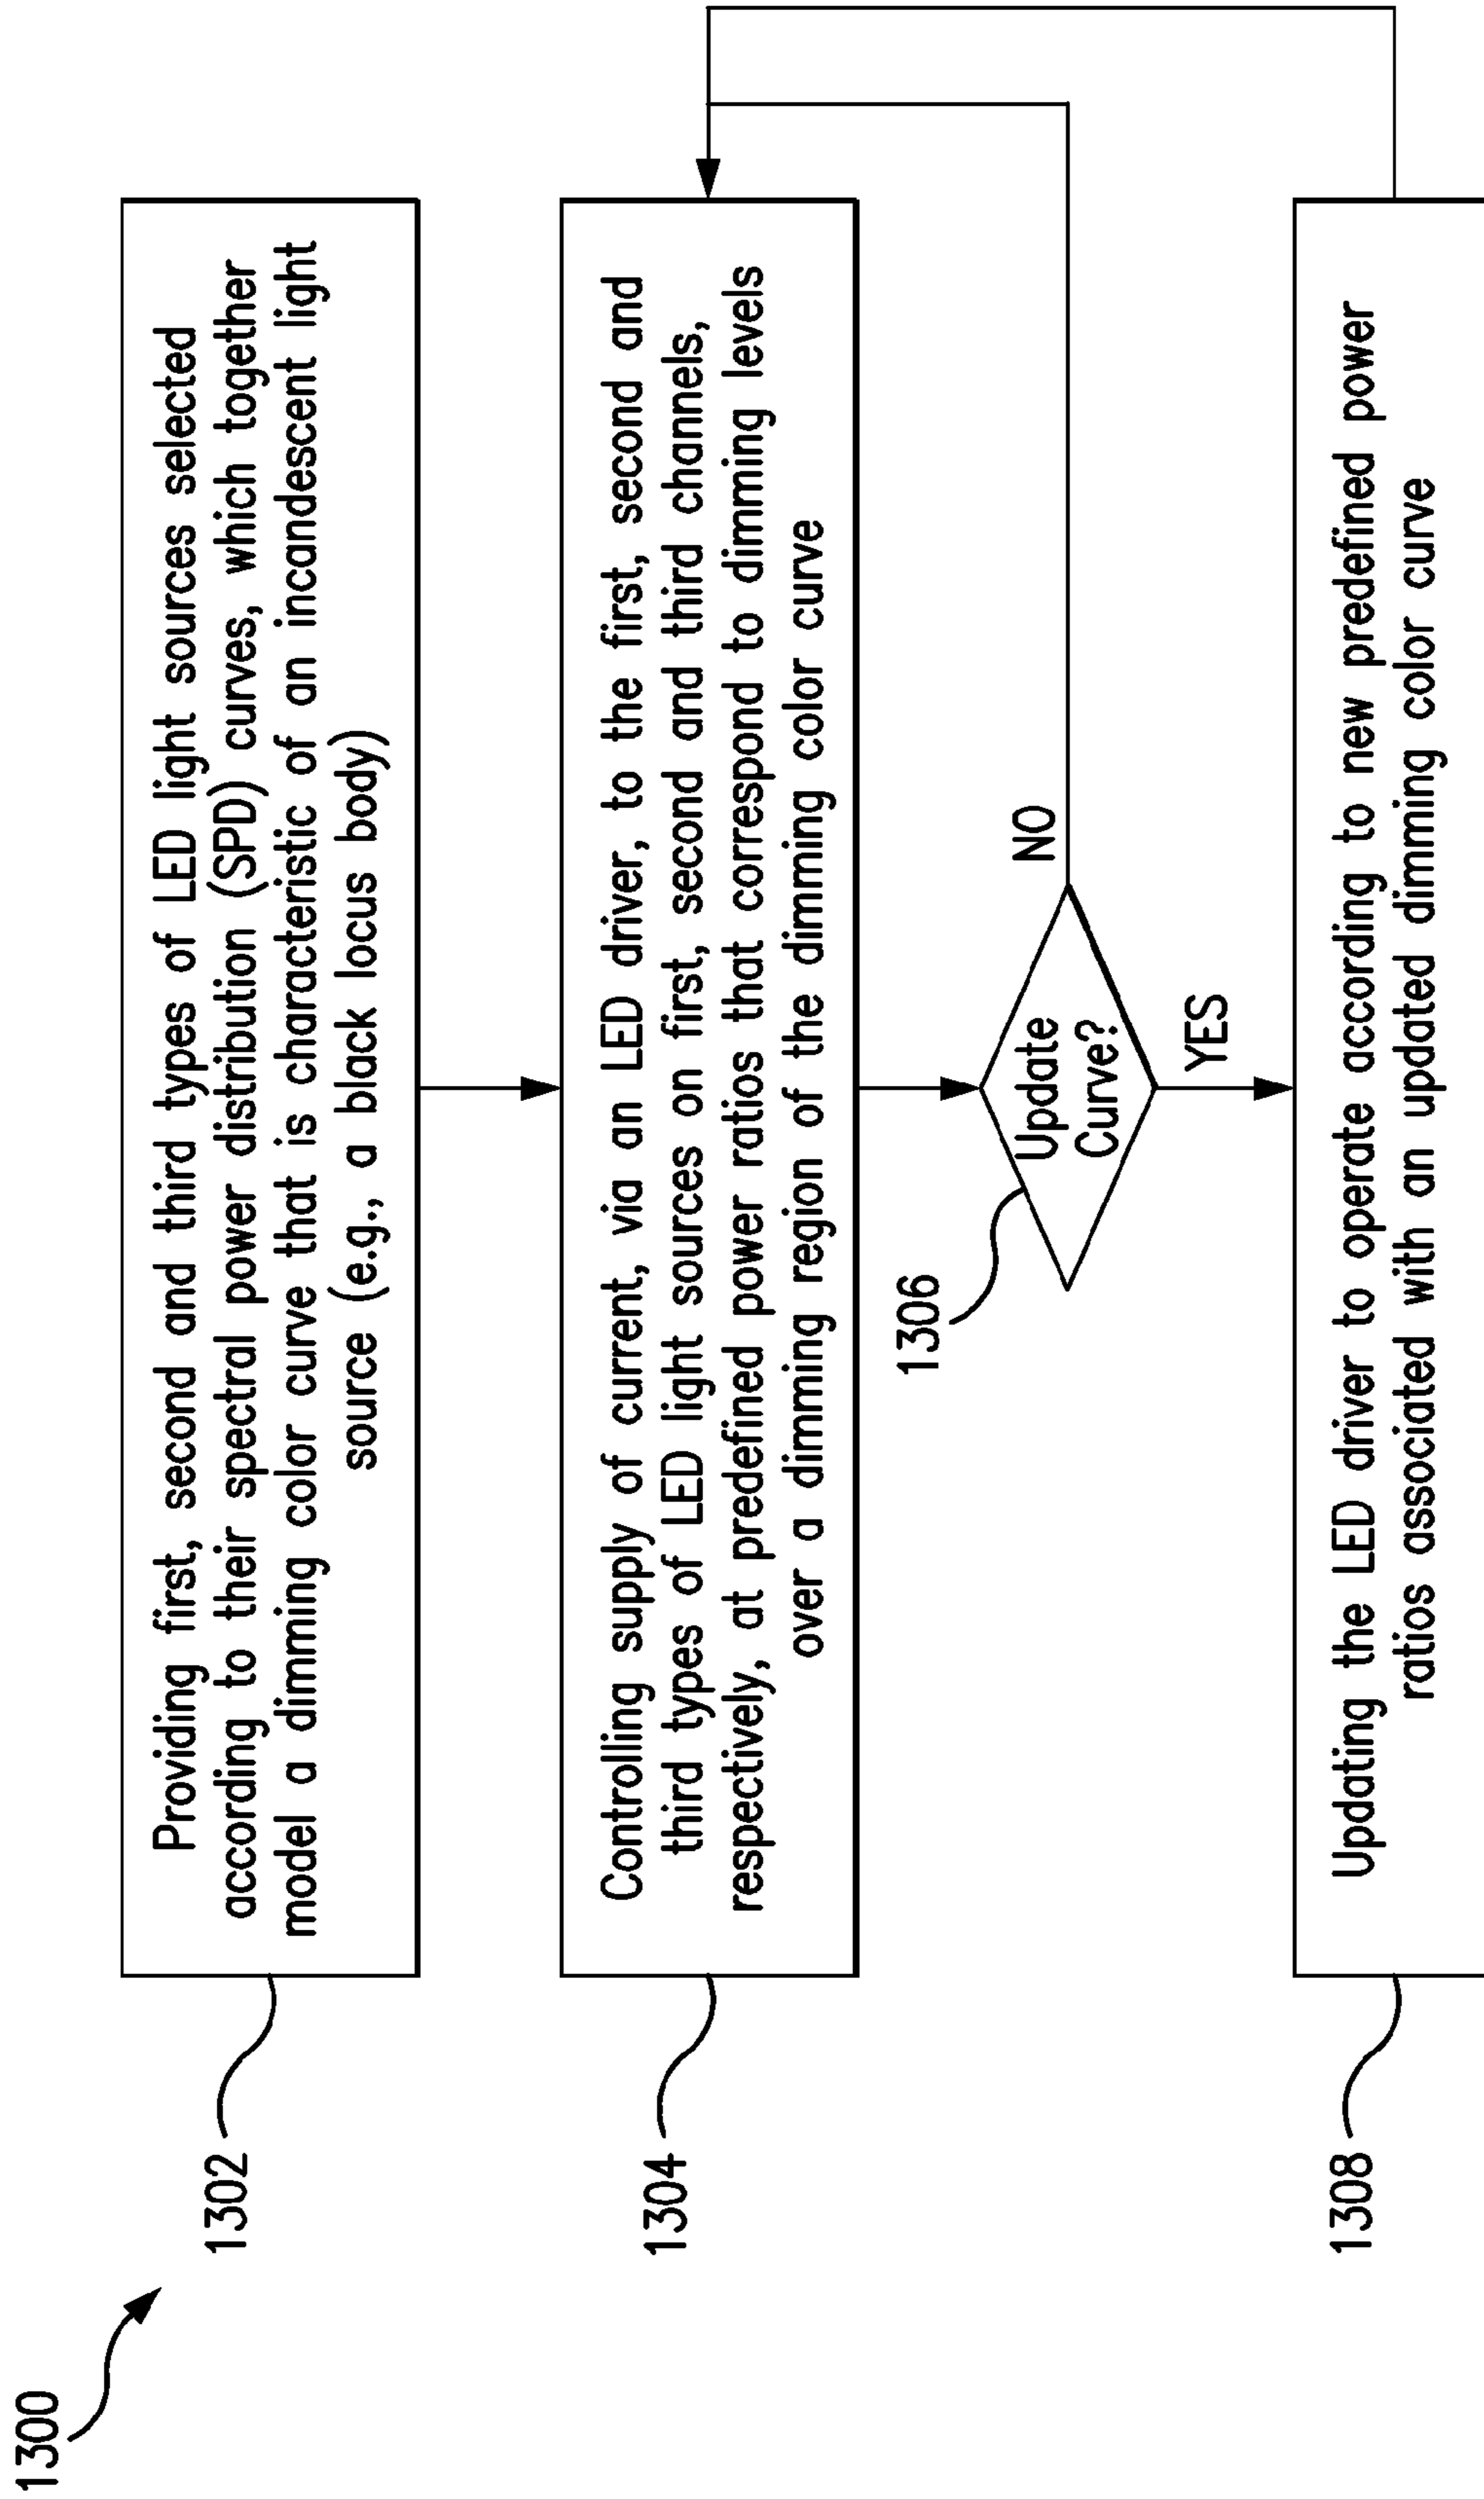 1300
1302
Providing first, second and third types of LED light sources selected
according to their spectral power distribution (SPD) curves, which together
model a dimming color curve that is characteristic of an incandescent light
source (e.g., a black locus body)
1304
Controlling supply of current, via an LED driver, to the first, second and
third types of LED light sources on first, second and third channels,
respectively, at predefined power ratios that correspond to dimming levels
over a dimming region of the dimming color curve
1306
Update
Curve?
NO
YES
1308
Updating the LED driver to operate according to new predefined power
ratios associated with an updated dimming color curve